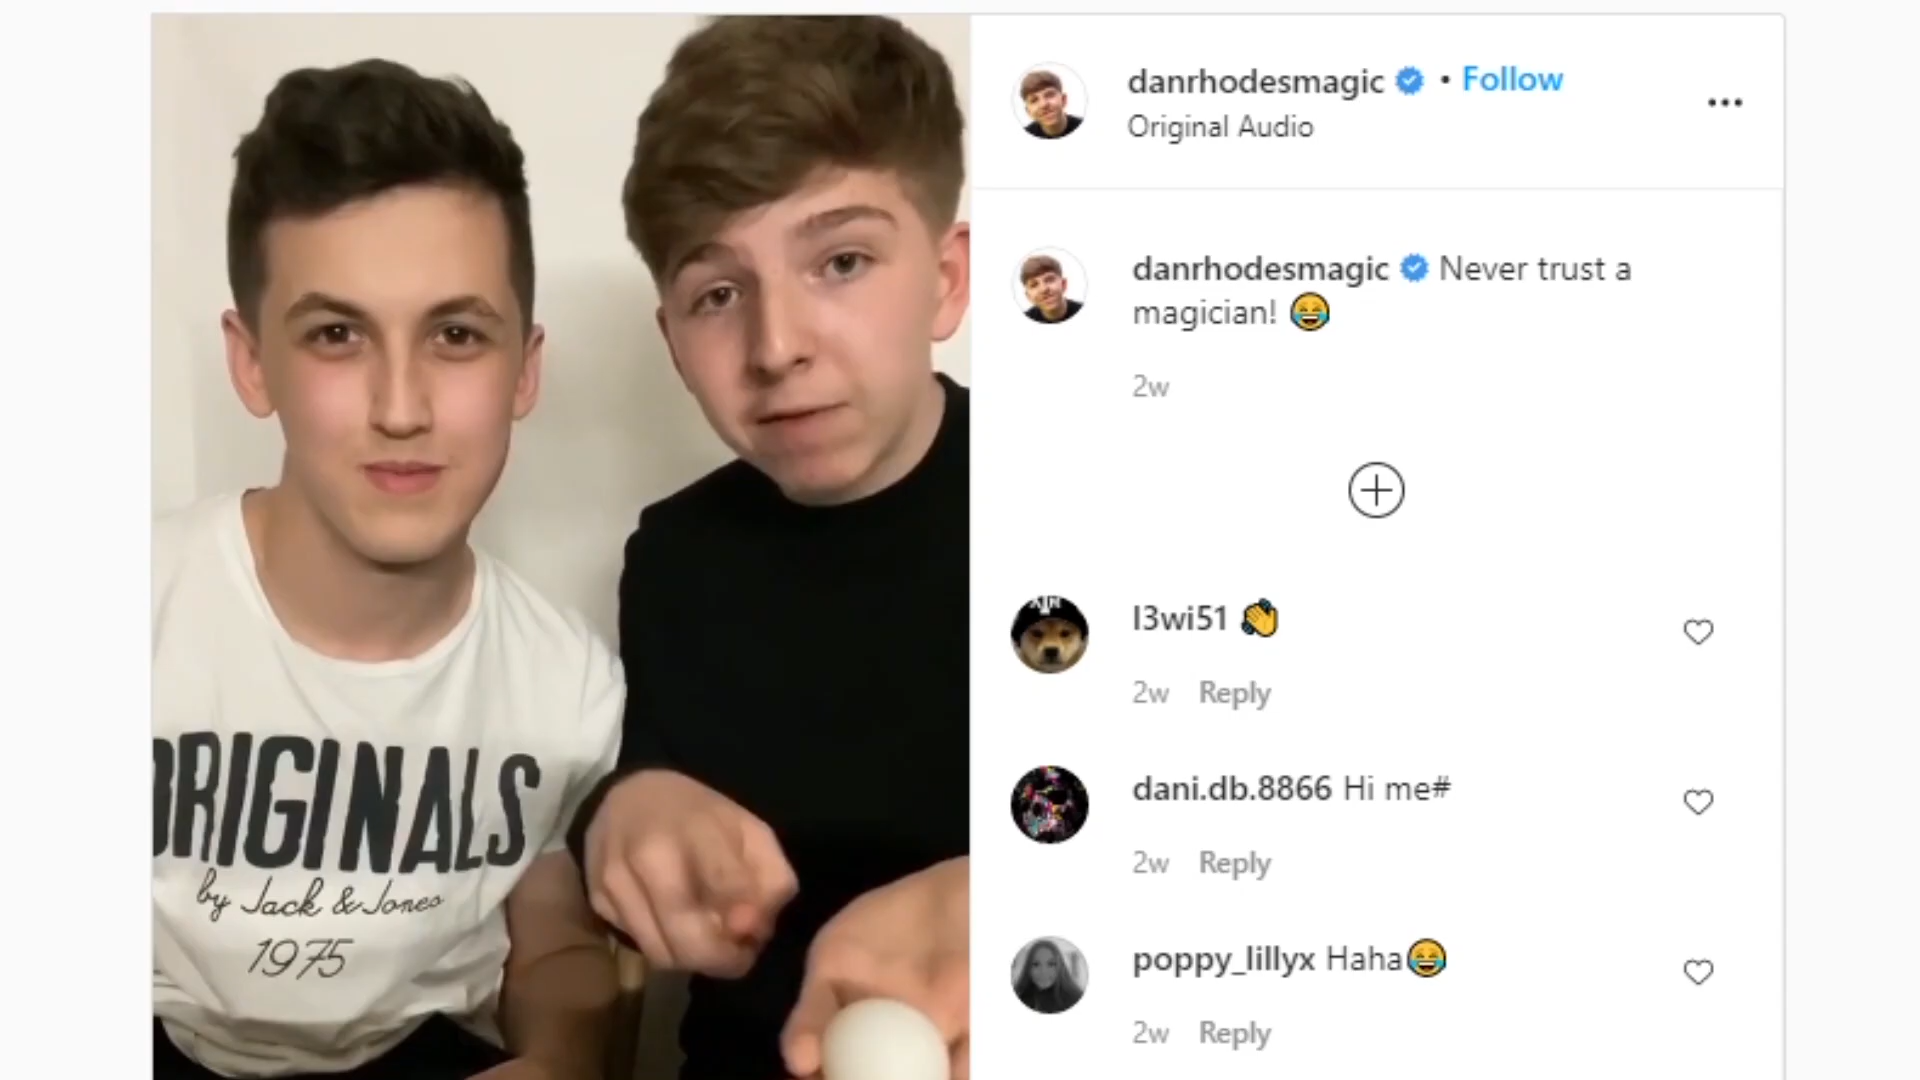 ORIGINALS
by Jack & Jones
1975
danrhodesmagic • Follow
Original Audio
danrhodesmagic Never trust a
magician! 😂
2w
l3wi51 👏
2w Reply
dani.db.8866 Hi me#
2w Reply
poppy_lillyx Haha😂
2w Reply